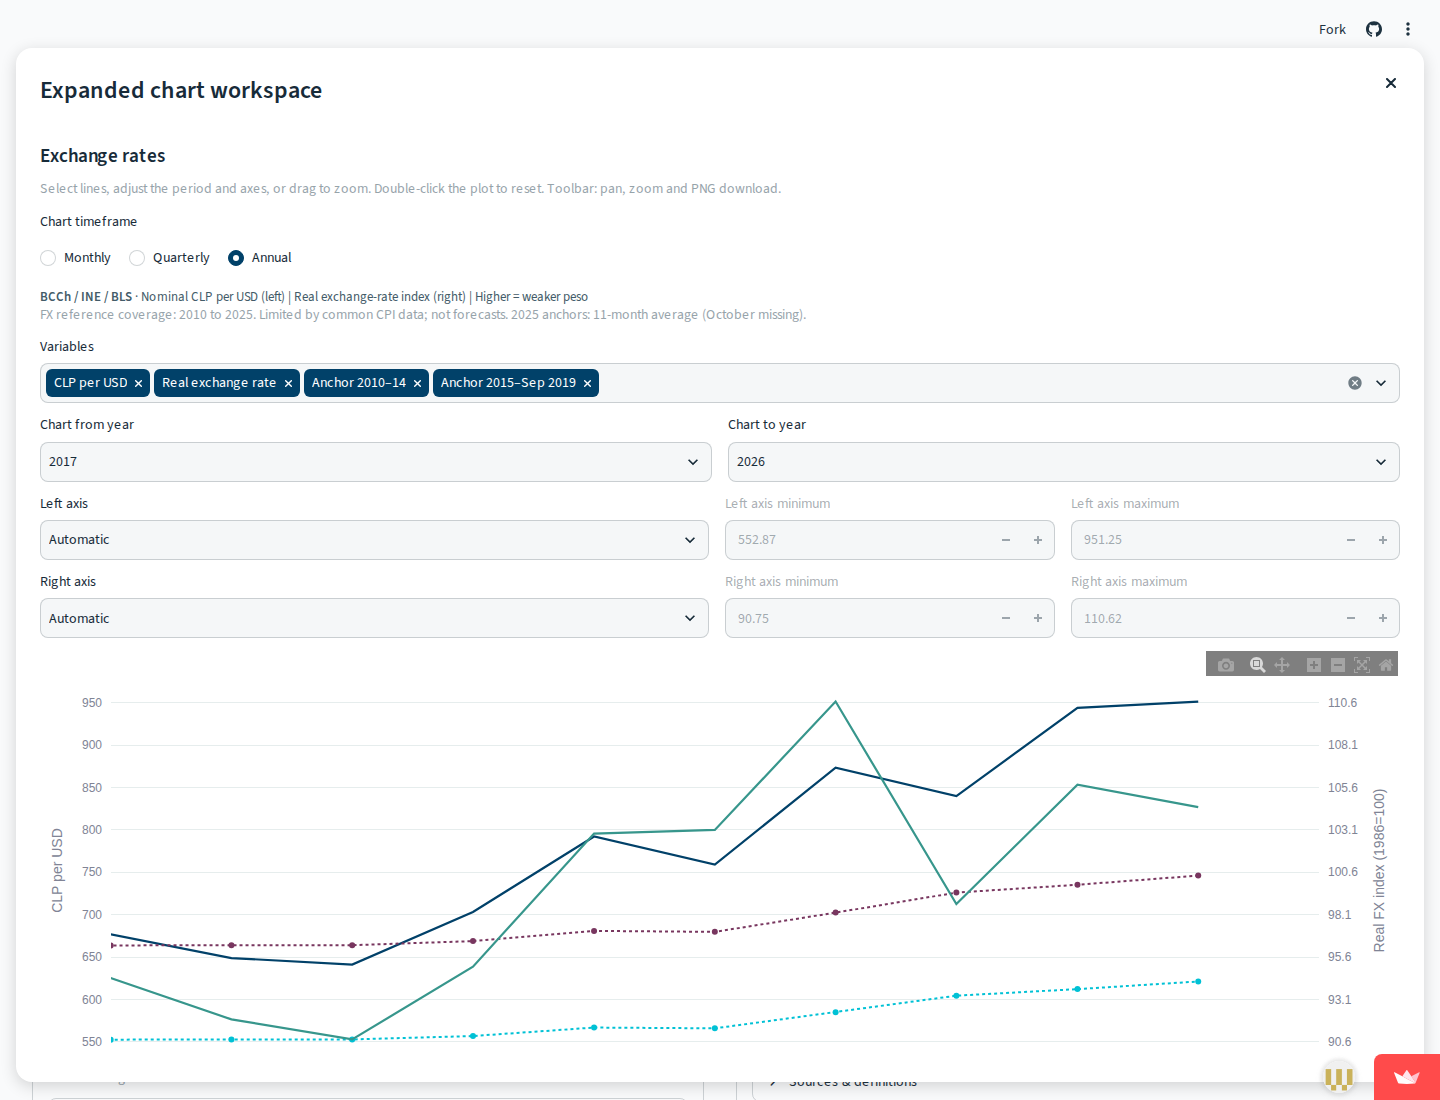 Fork
Expanded chart workspace
Exchange rates
Select lines, adjust the period and axes, or drag to zoom. Double-click the plot to reset. Toolbar: pan, zoom and PNG download.
Chart timeframe
Monthly Quarterly Annual
BCCh / INE / BLS · Nominal CLP per USD (left) | Real exchange-rate index (right) | Higher = weaker peso
FX reference coverage: 2010 to 2025. Limited by common CPI data; not forecasts. 2025 anchors: 11-month average (October missing).
Variables
CLP per USD Real exchange rate Anchor 2010–14 Anchor 2015–Sep 2019
Chart from year Chart to year
2017 2026
Left axis Left axis minimum Left axis maximum
Automatic 552.87 951.25
Right axis Right axis minimum Right axis maximum
Automatic 90.75 110.62
950 110.6
900 108.1
850 105.6
800 103.1
750 100.6
700 98.1
650 95.6
600 93.1
550 90.6
CLP per USD
Real FX index (1986=100)
Sources & definitions